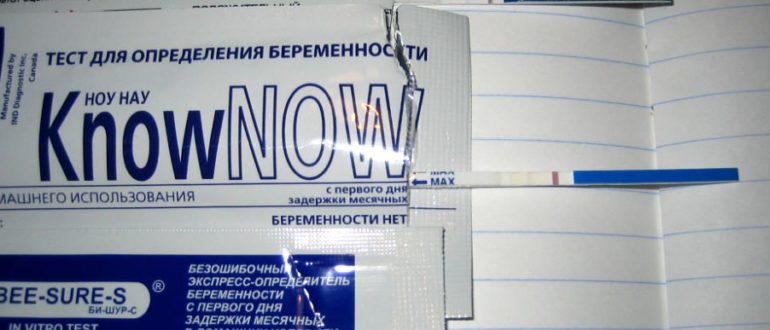 Manufactured by
IND Diagnostic Inc.
Canada
ТЕСТ ДЛЯ ОПРЕДЕЛЕНИЯ БЕРЕМЕННОСТИ
НОУ НАУ
KnowNOW
МАШНЕГО ИСПОЛЬЗОВАНИЯ
с первого дня
задержки месячных
БЕРЕМЕННОСТИ НЕТ
MAX
MAX
BEE-SURE-S ®
БИ-ШУР-С
IN VITRO TEST
БЕЗОШИБОЧНЫЙ
ЭКСПРЕСС-ОПРЕДЕЛИТЕЛЬ
БЕРЕМЕННОСТИ
С ПЕРВОГО ДНЯ
ЗАДЕРЖКИ МЕСЯЧНЫХ